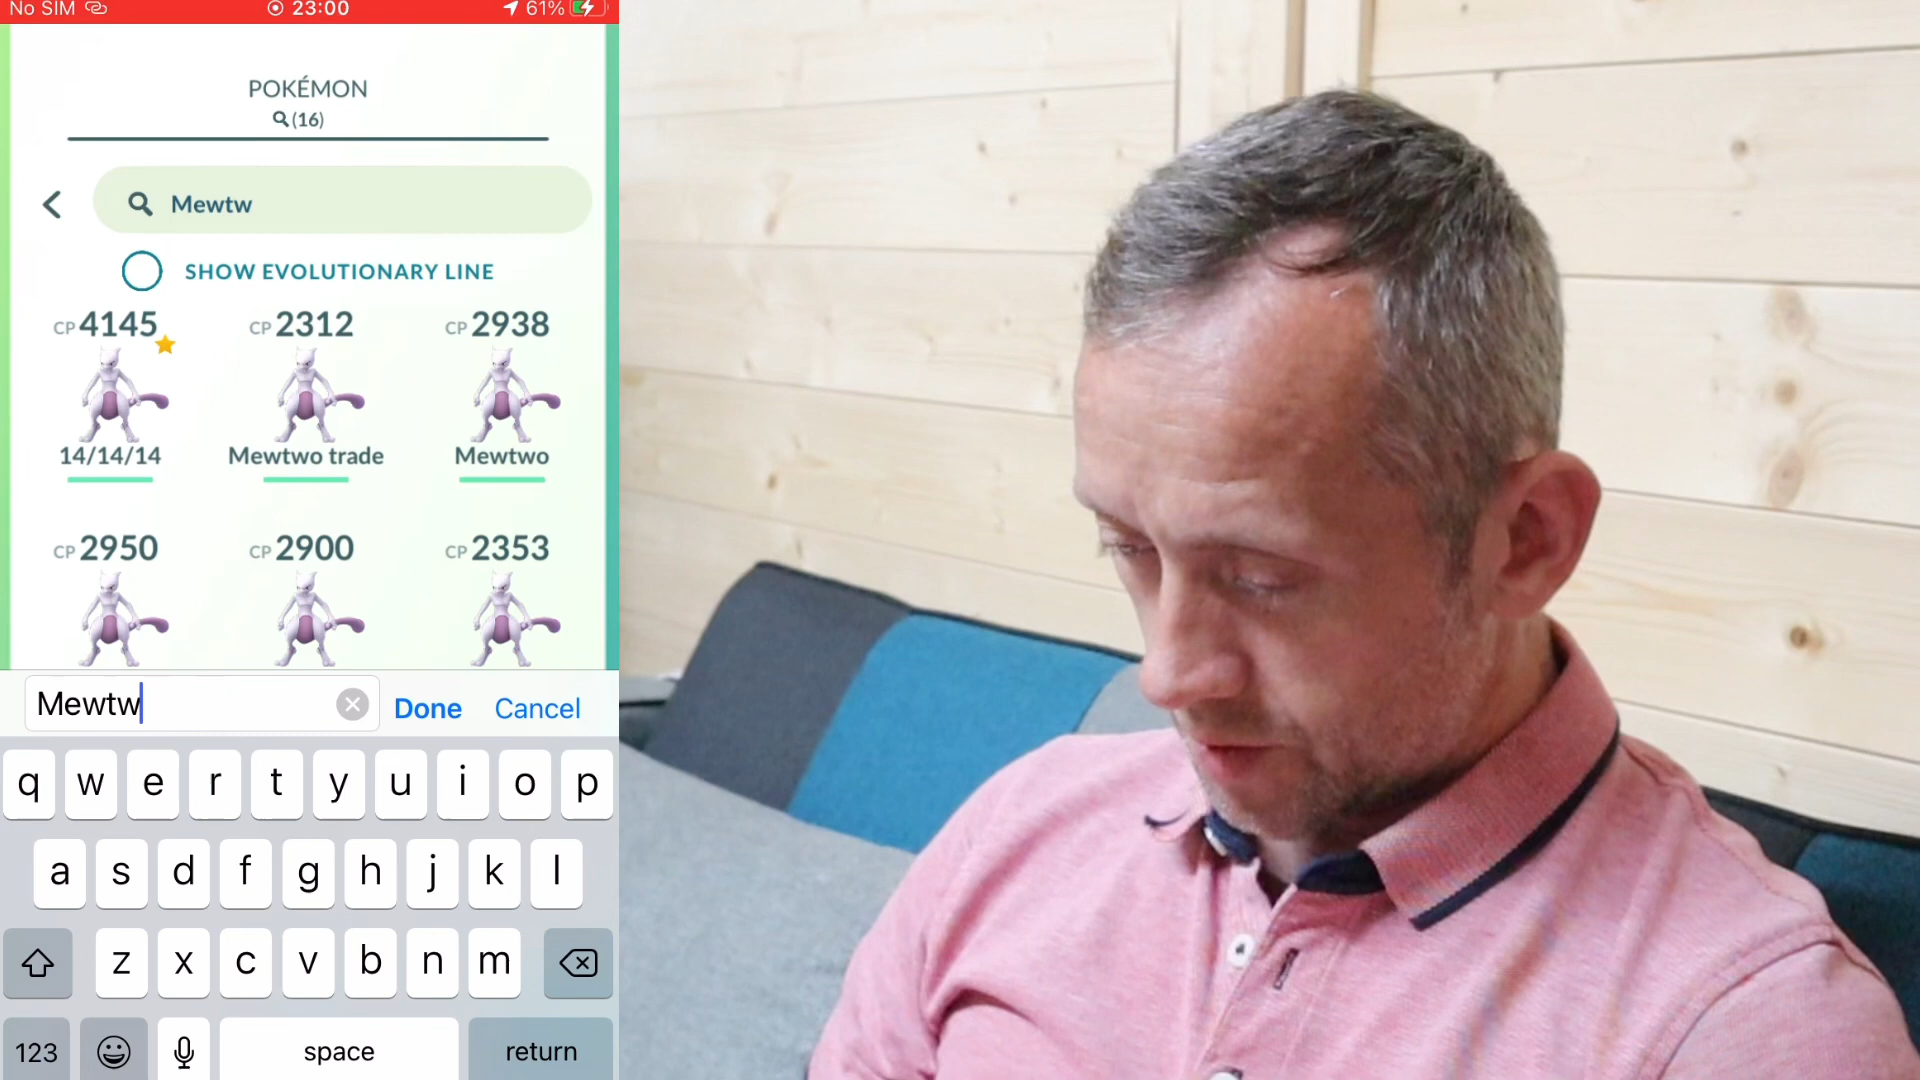 No SIM 23:00 61%
POKÉMON
(16)
Mewtw
SHOW EVOLUTIONARY LINE
CP 4145 CP 2312 CP 2938
14/14/14 Mewtwo trade Mewtwo
CP 2950 CP 2900 CP 2353
Mewtw Done Cancel
q w e r t y u i o p
a s d f g h j k l
z x c v b n m
123 space return